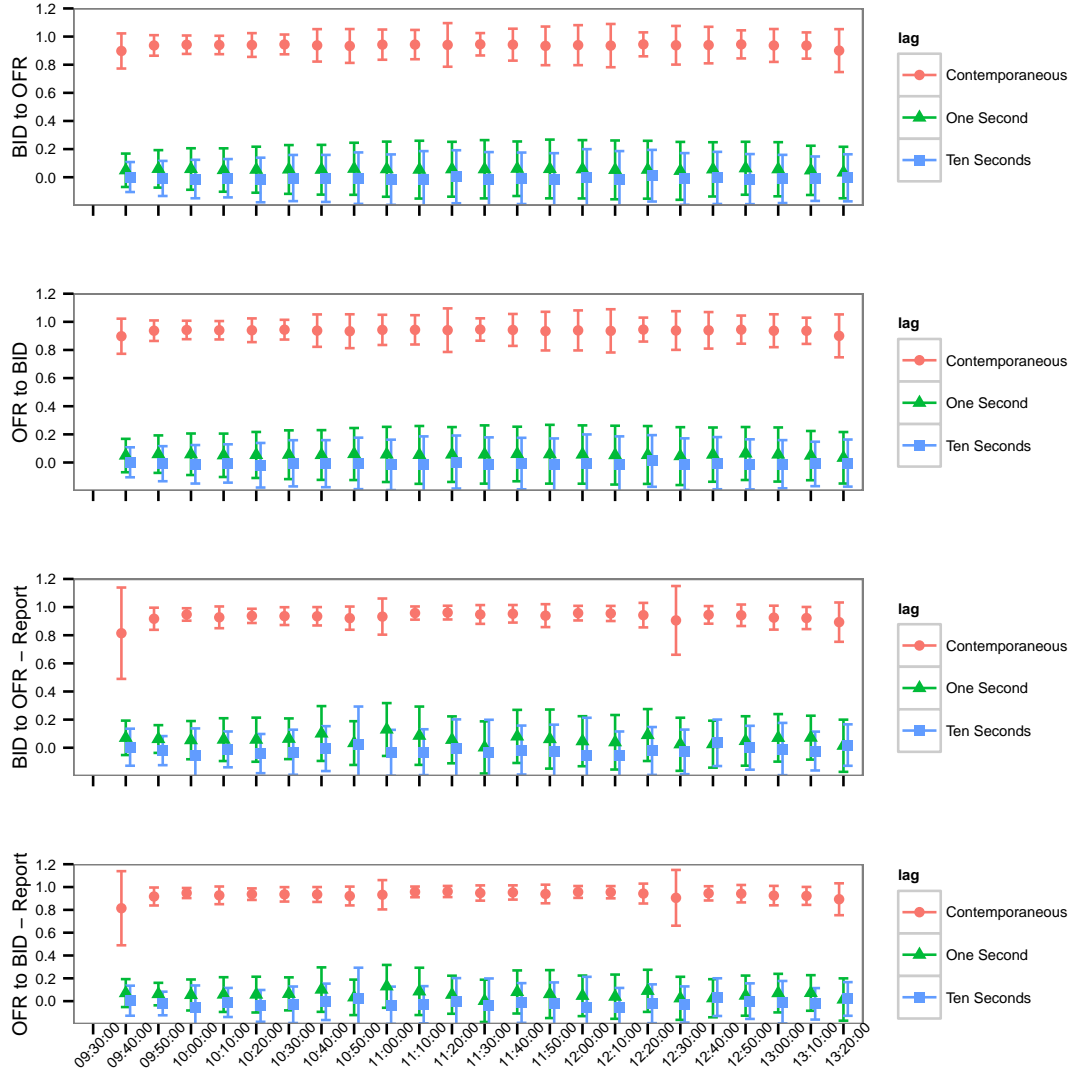 BID to OFR
1.2
1.0
0.8
0.6
0.4
0.2
0.0
lag
Contemporaneous
One Second
Ten Seconds
OFR to BID
1.2
1.0
0.8
0.6
0.4
0.2
0.0
lag
Contemporaneous
One Second
Ten Seconds
BID to OFR – Report
1.2
1.0
0.8
0.6
0.4
0.2
0.0
lag
Contemporaneous
One Second
Ten Seconds
OFR to BID – Report
1.2
1.0
0.8
0.6
0.4
0.2
0.0
lag
Contemporaneous
One Second
Ten Seconds
09:30:00
09:40:00
09:50:00
10:00:00
10:10:00
10:20:00
10:30:00
10:40:00
10:50:00
11:00:00
11:10:00
11:20:00
11:30:00
11:40:00
11:50:00
12:00:00
12:10:00
12:20:00
12:30:00
12:40:00
12:50:00
13:00:00
13:10:00
13:20:00